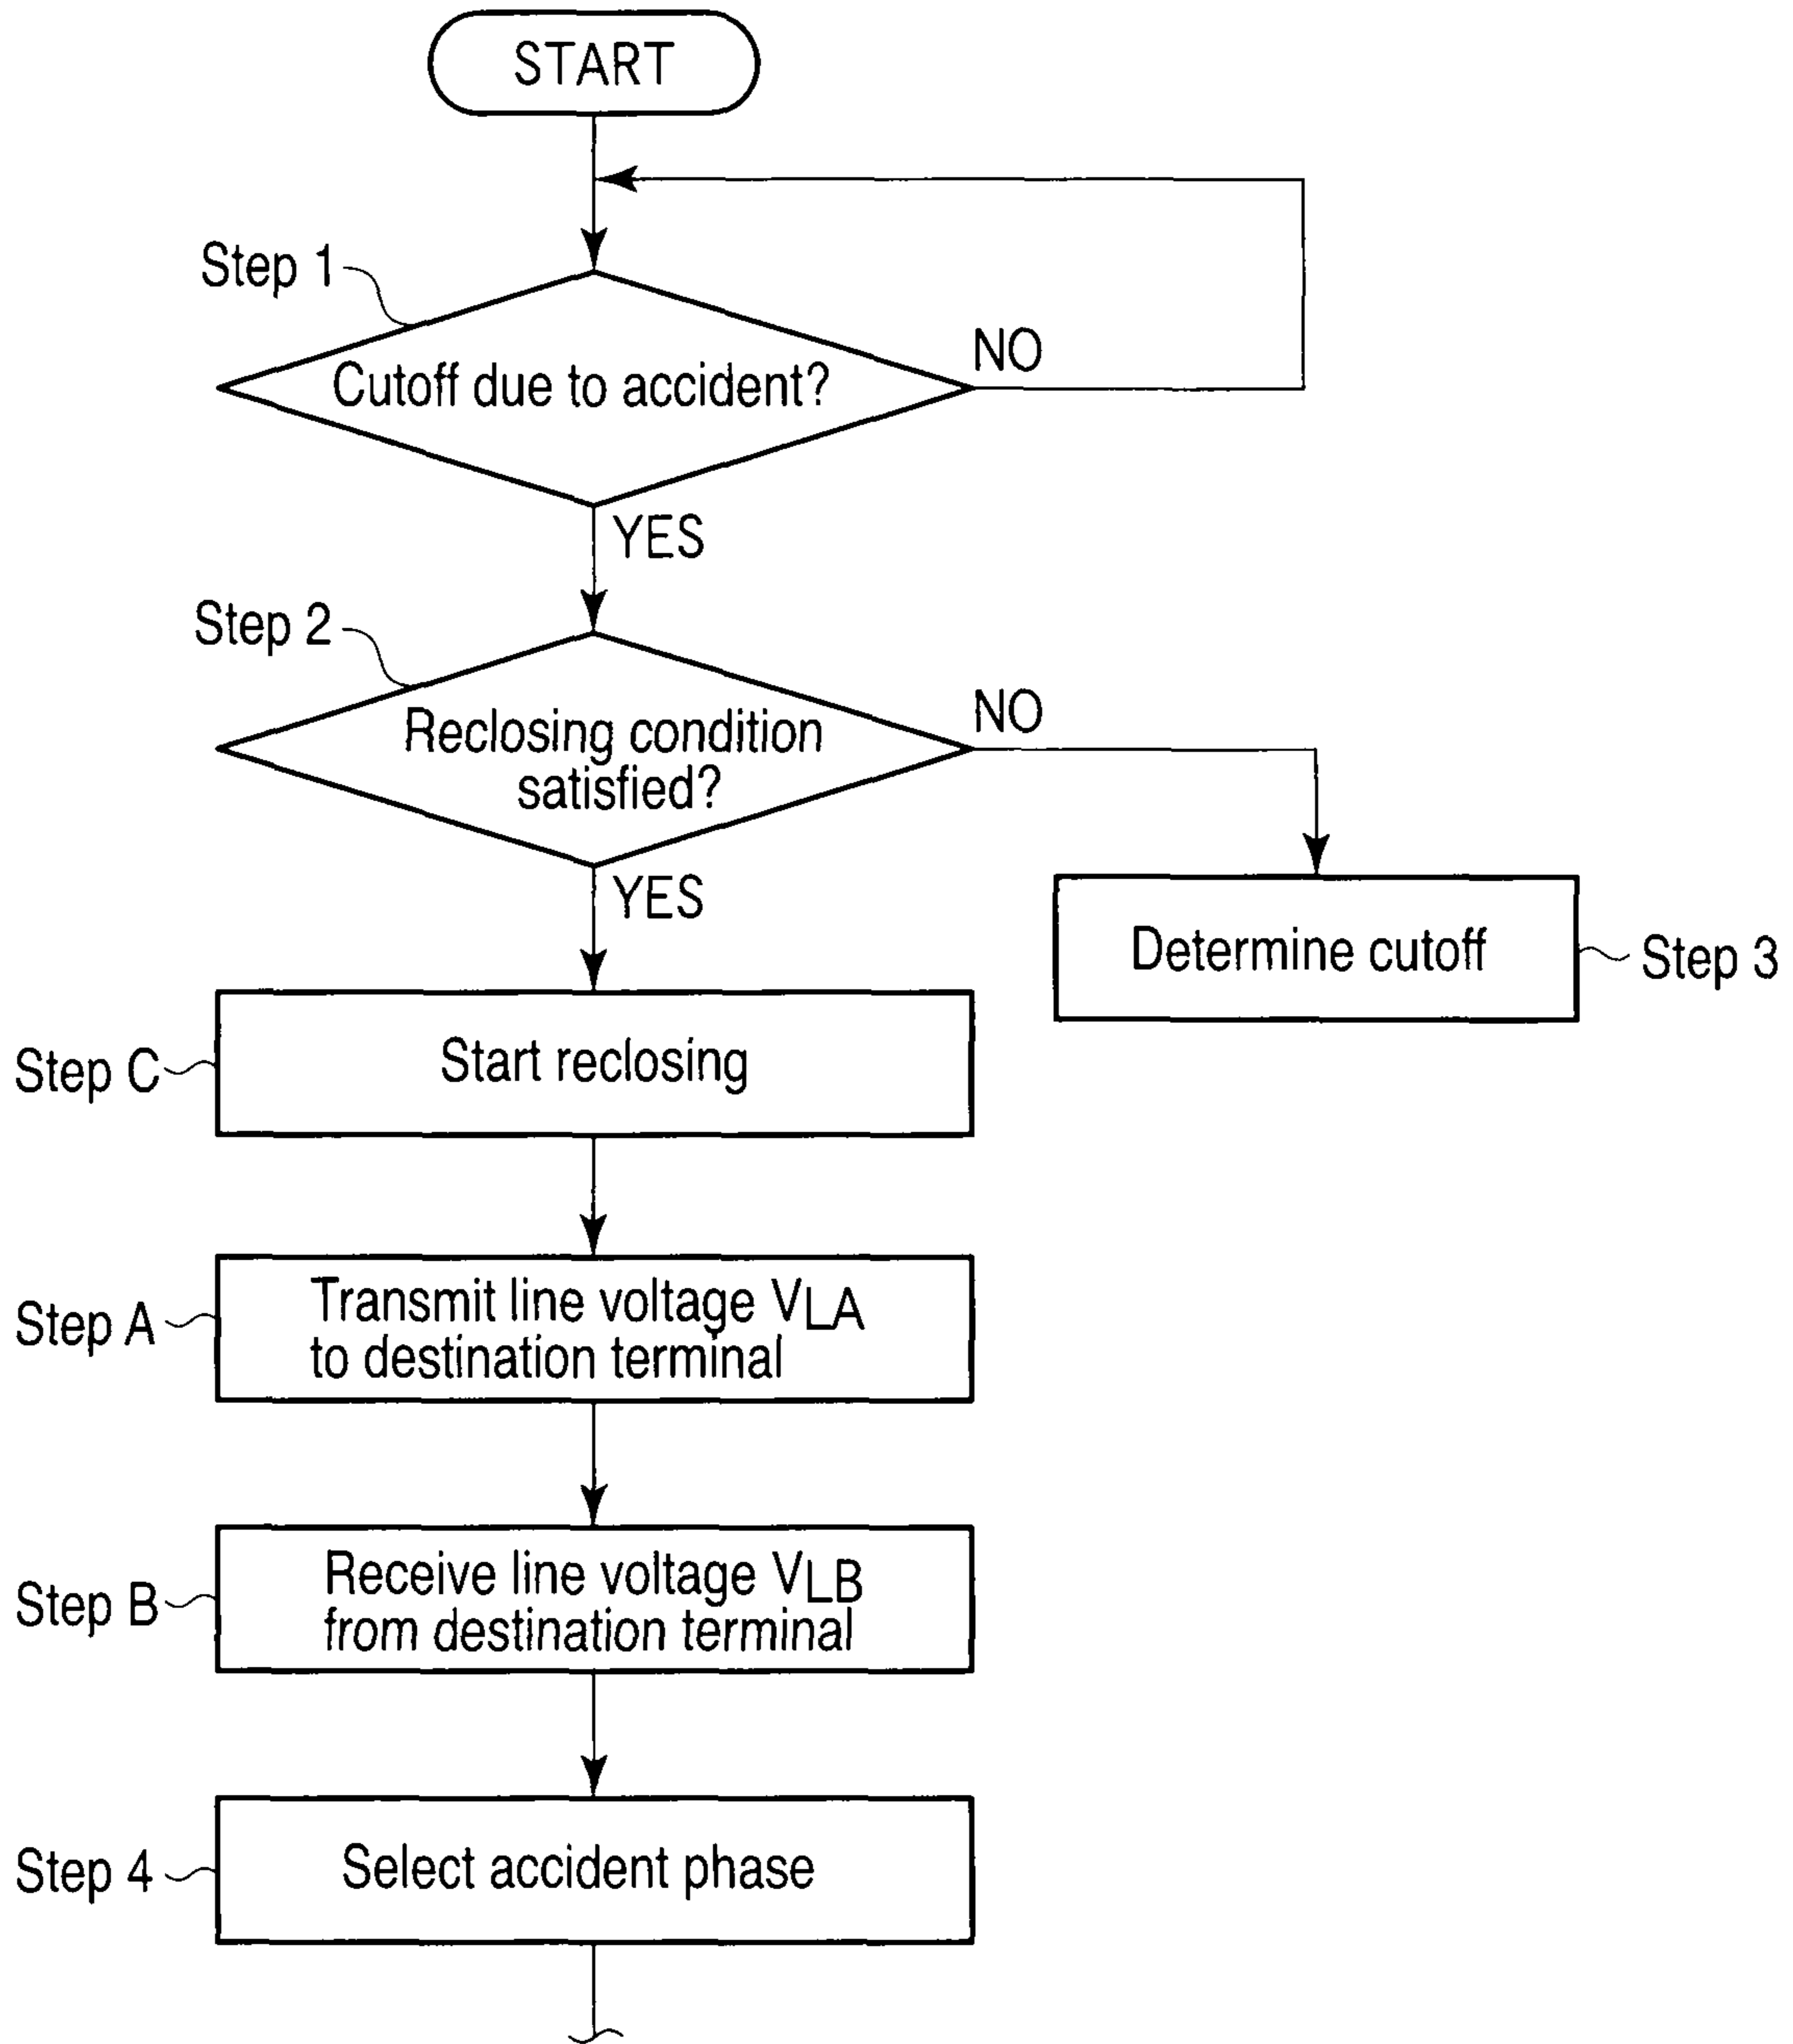 START
Step 1
Cutoff due to accident?
NO
YES
Step 2
Reclosing condition
satisfied?
NO
YES
Determine cutoff
Step 3
Step C
Start reclosing
Step A
Transmit line voltage VLA
to destination terminal
Step B
Receive line voltage VLB
from destination terminal
Step 4
Select accident phase